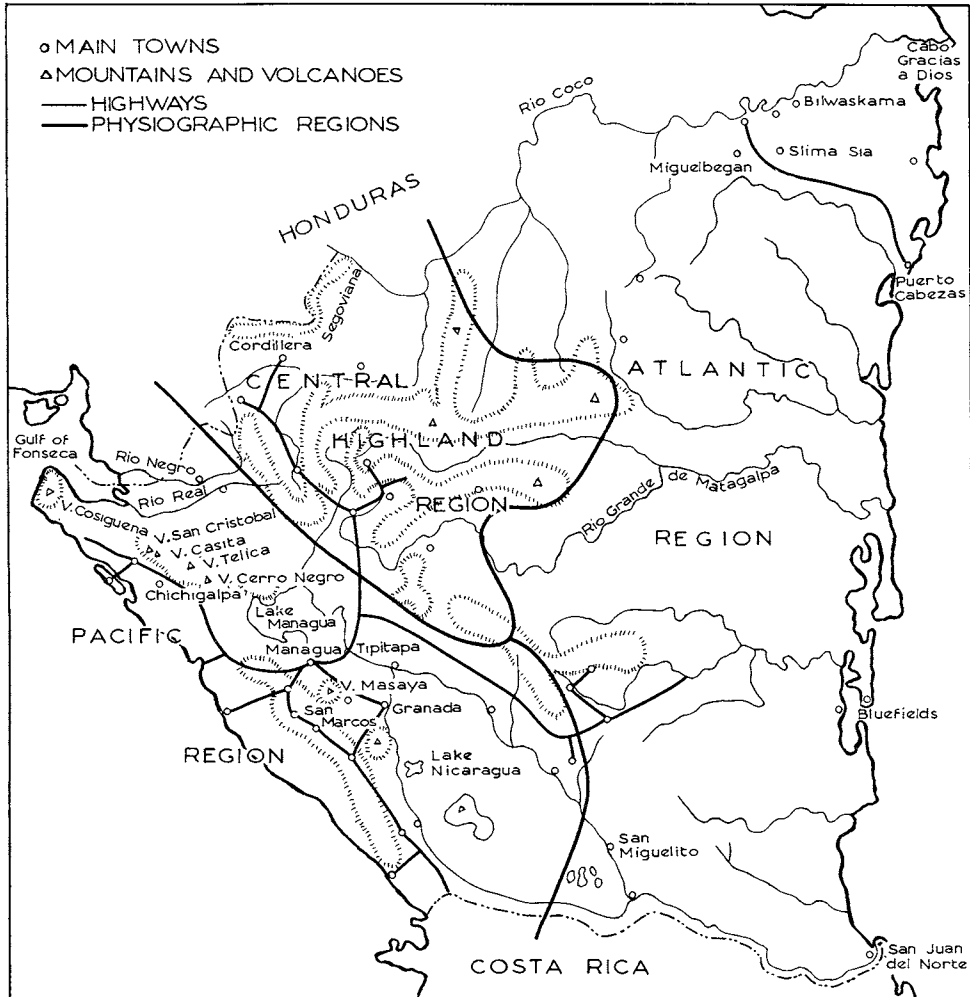 MAIN TOWNS
MOUNTAINS AND VOLCANOES
HIGHWAYS
PHYSIOGRAPHIC REGIONS
Cabo
Gracias
a Dios
Rio Coco
Bilwaskama
Miguelbegan
Slima Sia
HONDURAS
Puerto
Cabezas
Segoviana
Cordillera
CENTRAL
ATLANTIC
HIGHLAND
Gulf of
Fonseca
Rio Negro
Rio Real
REGION
Rio Grande de Matagalpa
REGION
V. Cosiguena
V. San Cristobal
V. Casita
V. Telica
V. Cerro Negro
Chichigalpa
Lake
Managua
PACIFIC
Managua
Tipitapa
V. Masaya
San
Marcos
Granada
Bluefields
REGION
Lake
Nicaragua
San
Miguelito
COSTA RICA
San Juan
del Norte